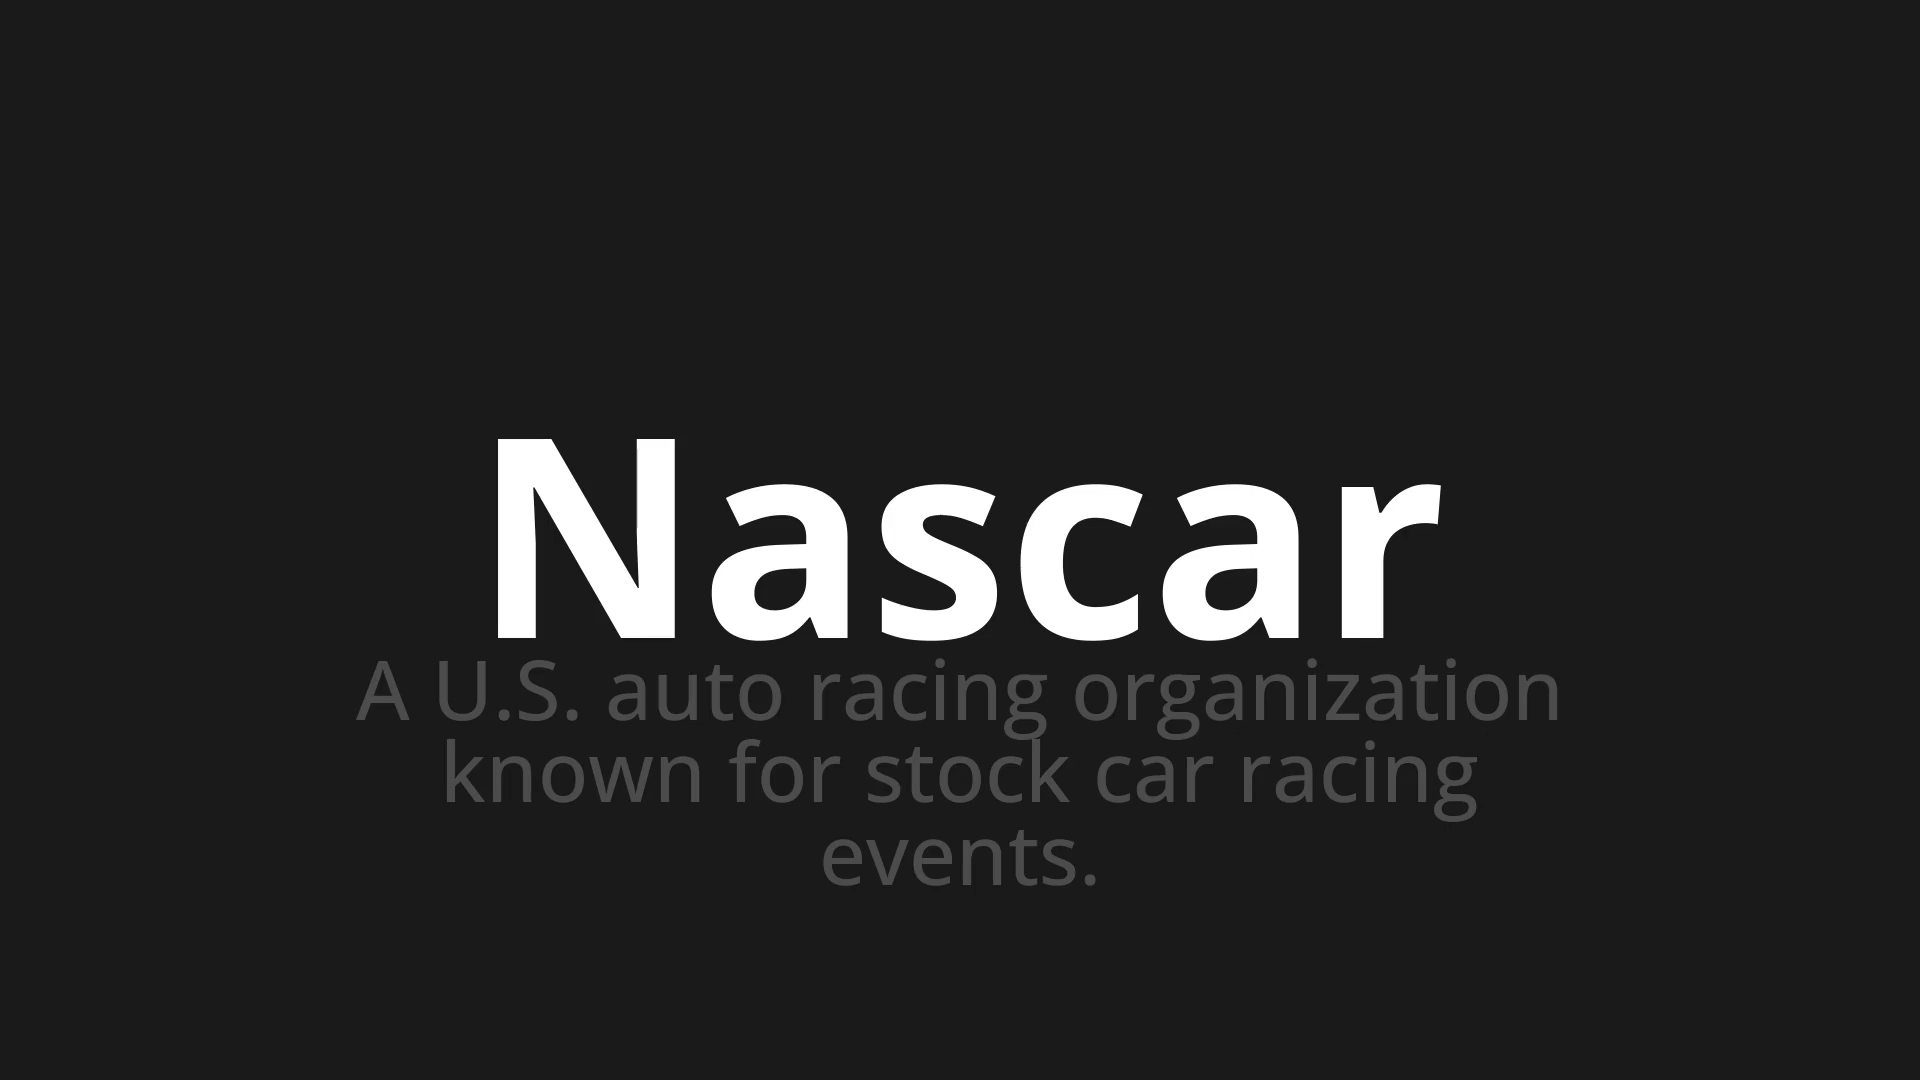 Nascar
A U.S. auto racing organization
known for stock car racing
events.